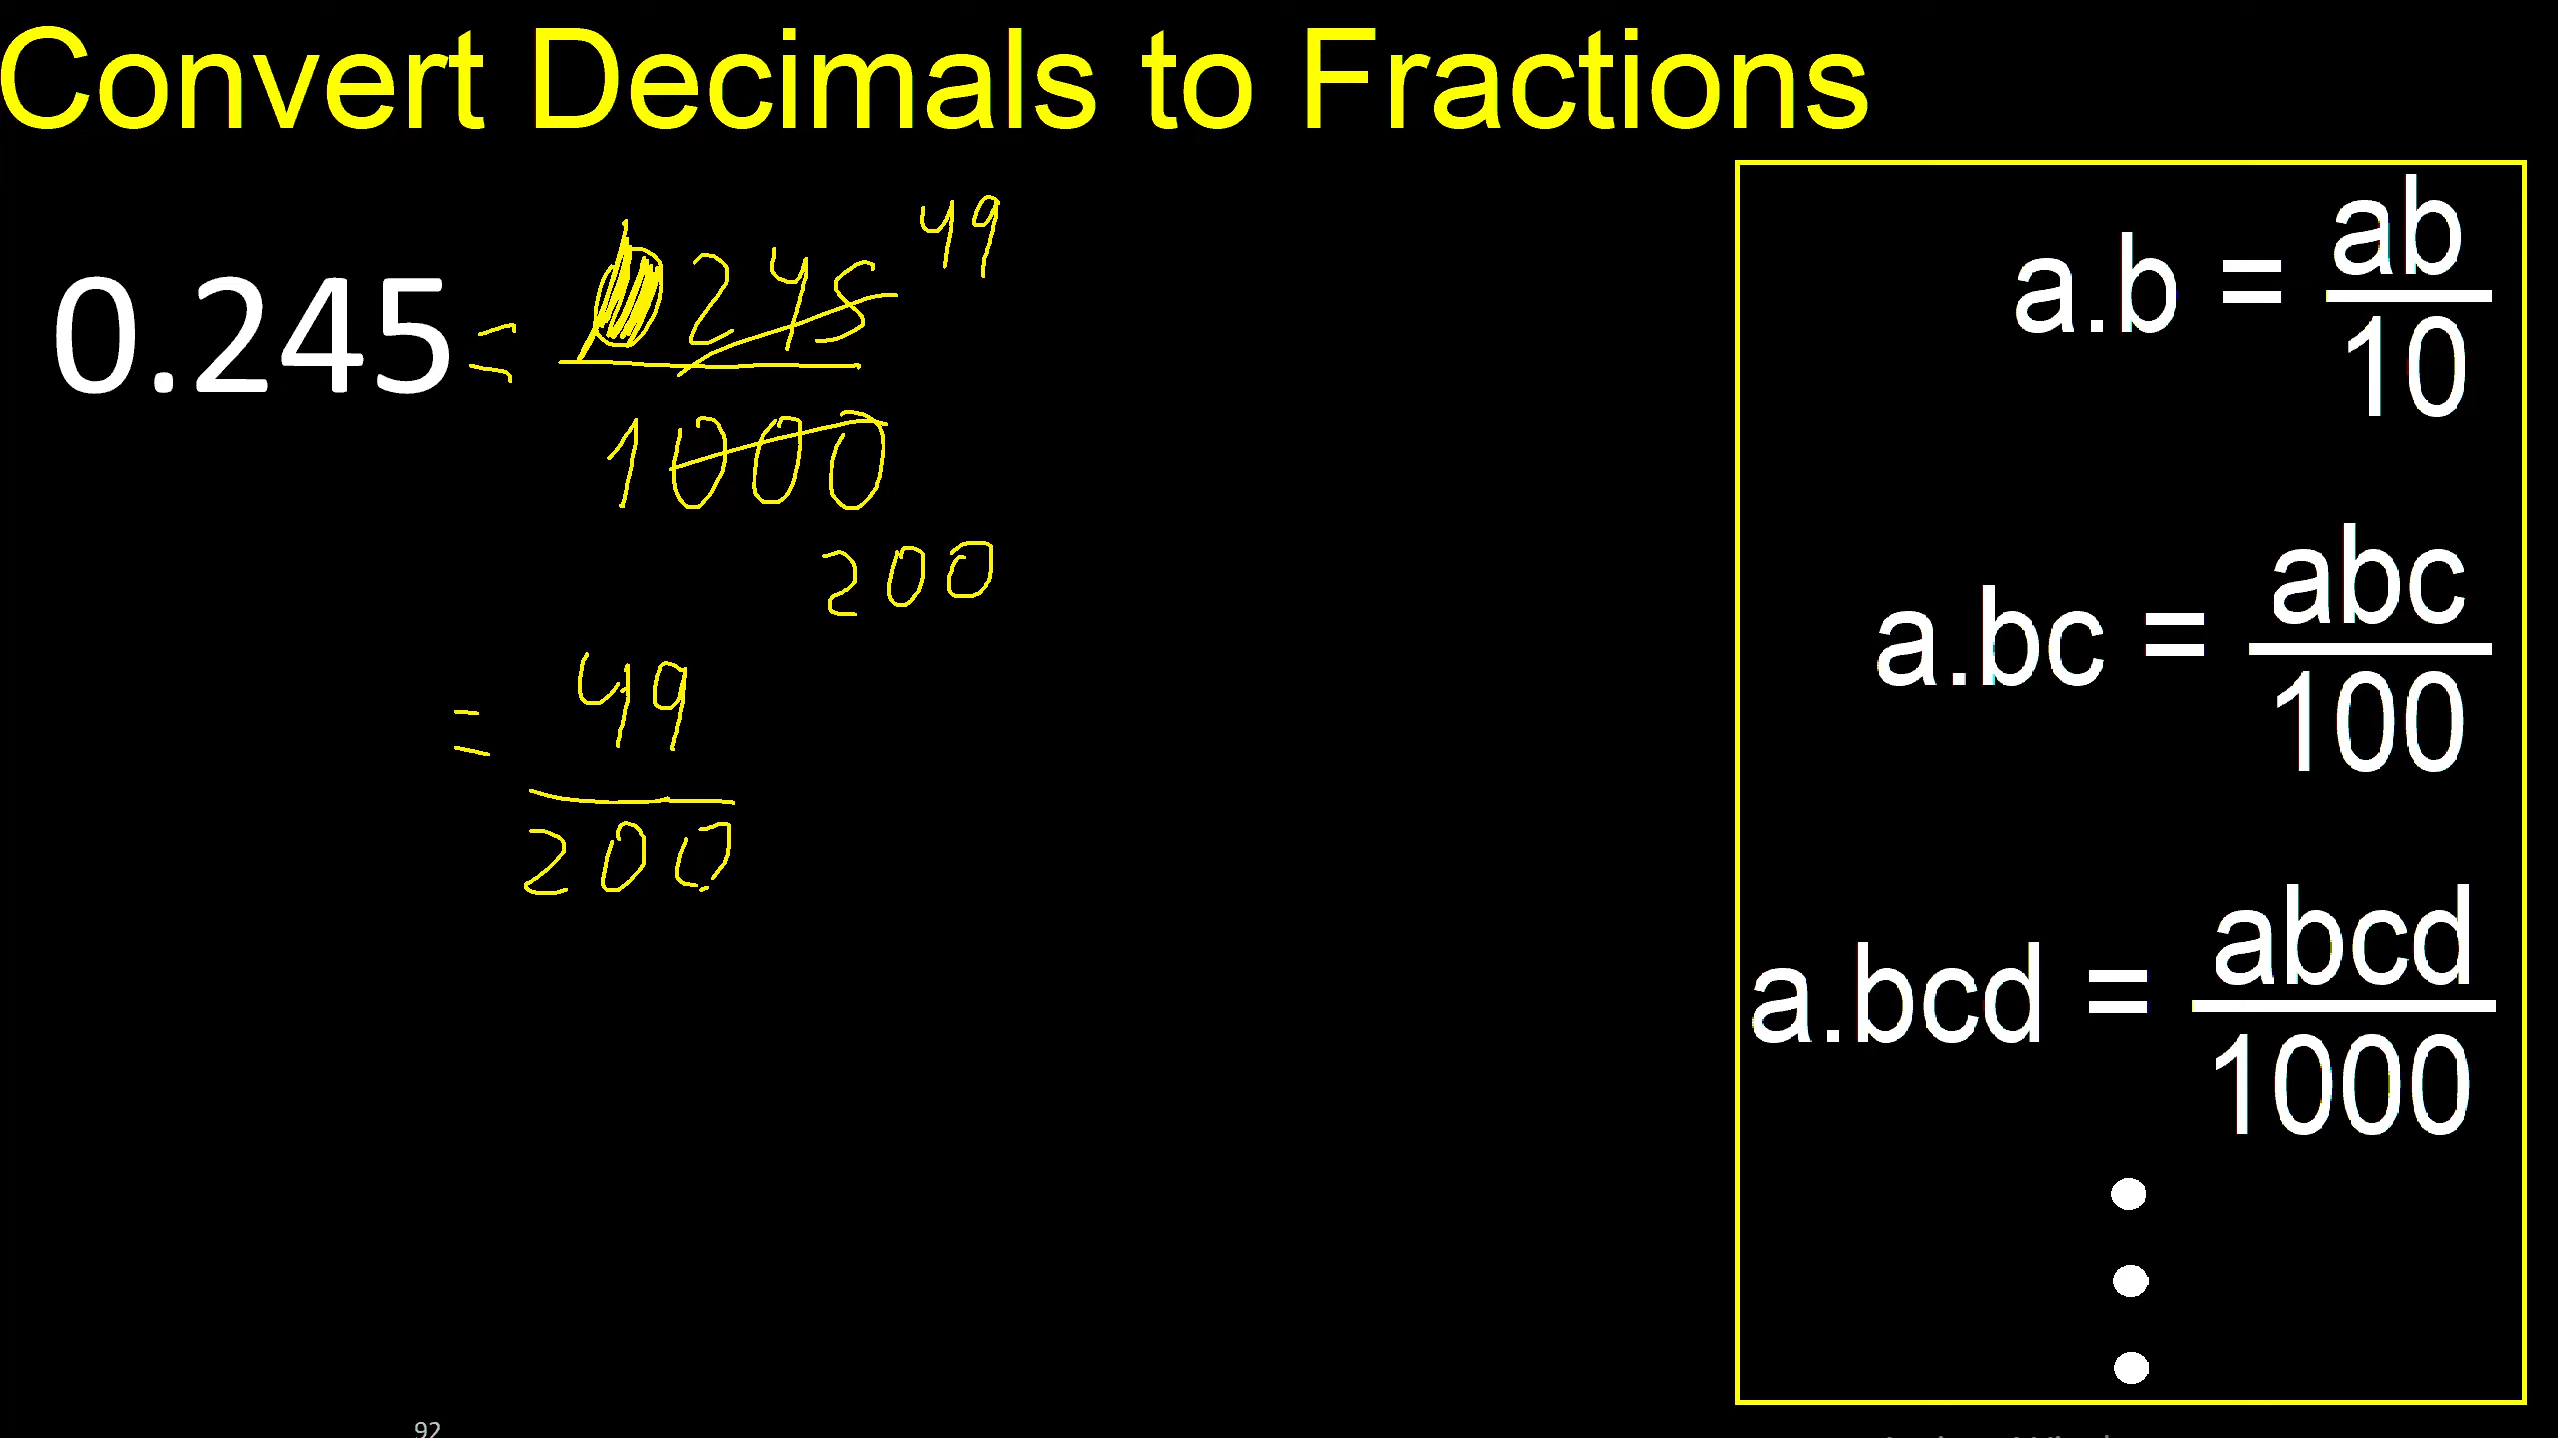 Convert Decimals to Fractions
0.245 = 0245/1000
49
200
= 49/200
a.b = ab/10
a.bc = abc/100
a.bcd = abcd/1000
92